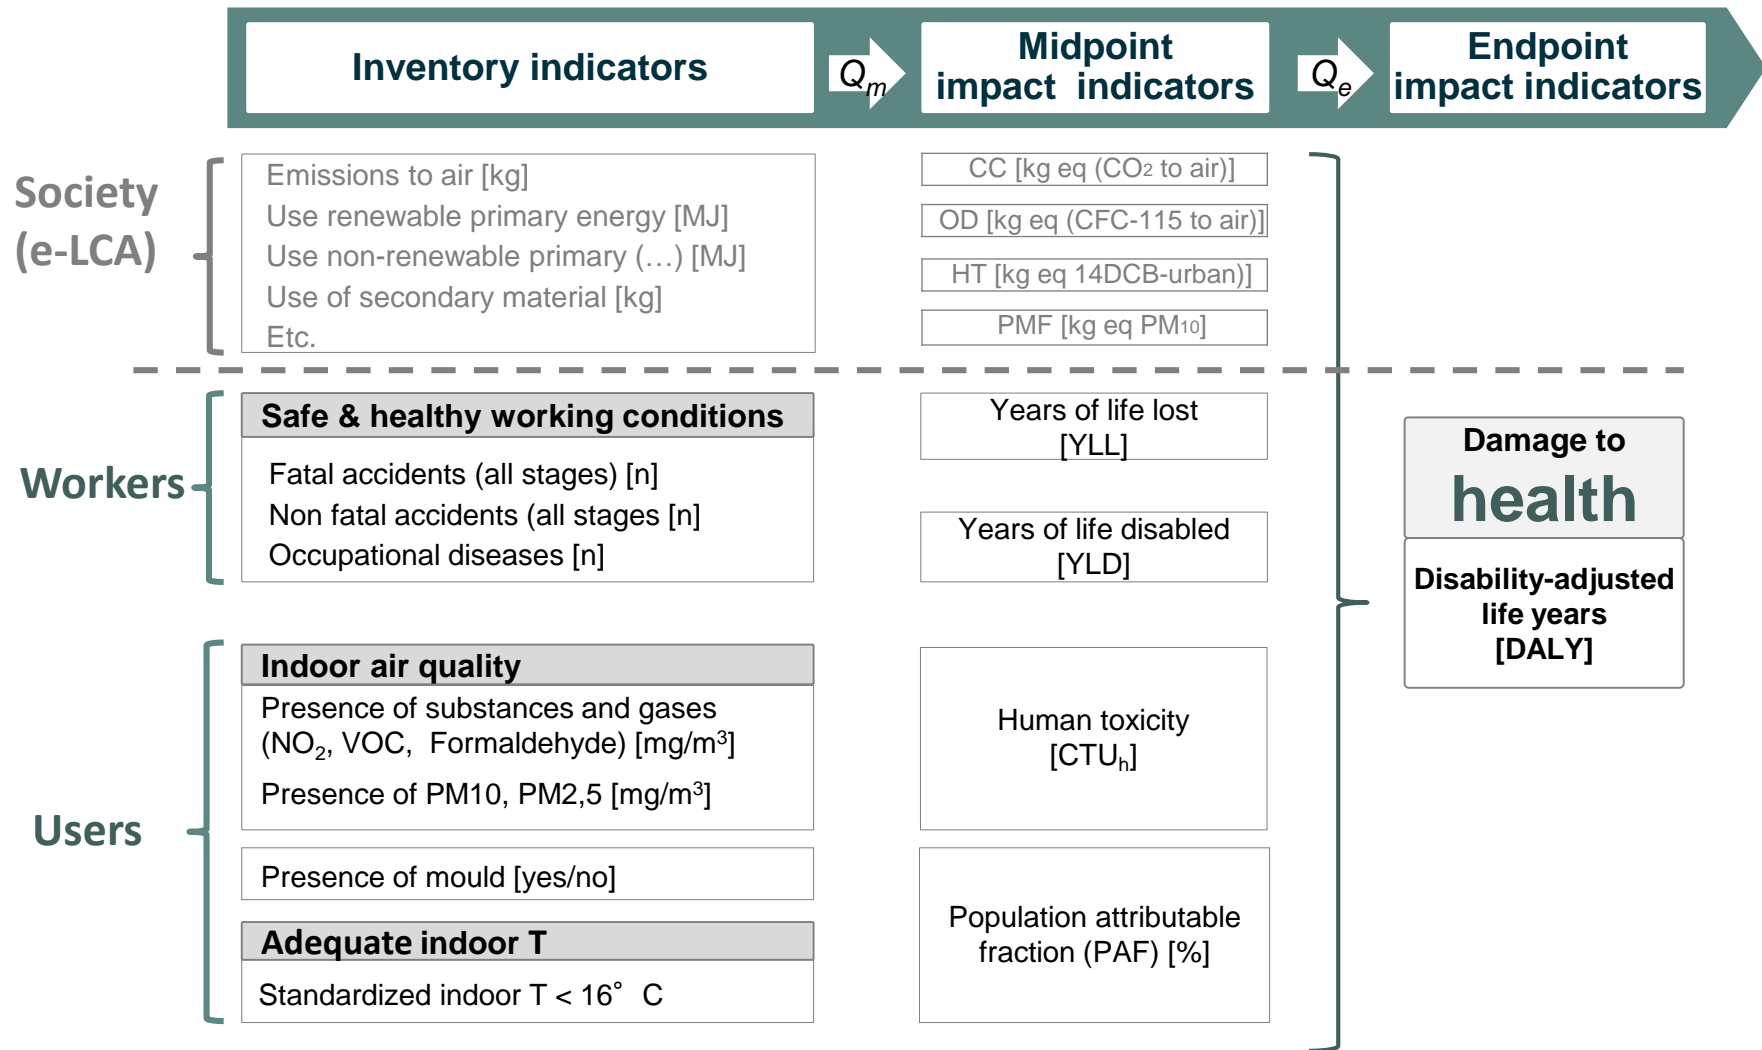 Inventory indicators
Qm
Midpoint
impact indicators
Qe
Endpoint
impact indicators
Society
(e-LCA)
Emissions to air [kg]
Use renewable primary energy [MJ]
Use non-renewable primary (…) [MJ]
Use of secondary material [kg]
Etc.
CC [kg eq (CO2 to air)]
OD [kg eq (CFC-115 to air)]
HT [kg eq 14DCB-urban)]
PMF [kg eq PM10]
Workers
Safe & healthy working conditions
Fatal accidents (all stages) [n]
Non fatal accidents (all stages [n]
Occupational diseases [n]
Years of life lost
[YLL]
Years of life disabled
[YLD]
Users
Indoor air quality
Presence of substances and gases
(NO₂, VOC, Formaldehyde) [mg/m³]
Presence of PM10, PM2,5 [mg/m³]
Presence of mould [yes/no]
Adequate indoor T
Standardized indoor T < 16° C
Human toxicity
[CTUh]
Population attributable
fraction (PAF) [%]
Damage to
health
Disability-adjusted
life years
[DALY]